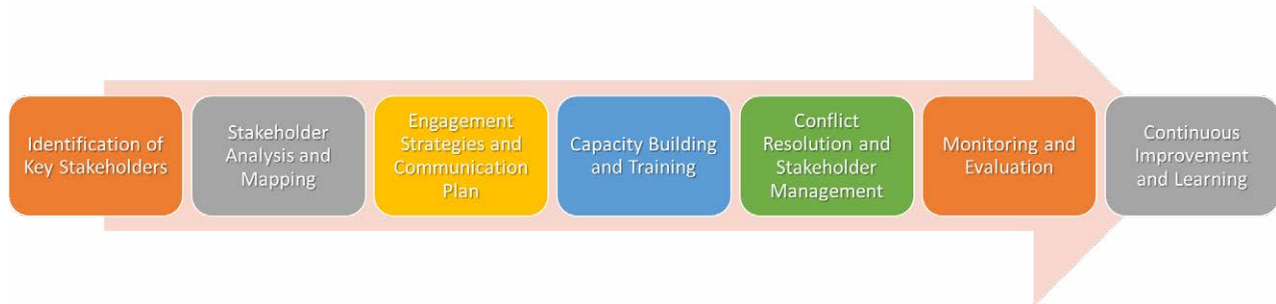 Identification of
Key Stakeholders
Stakeholder
Analysis and
Mapping
Engagement
Strategies and
Communication
Plan
Capacity Building
and Training
Conflict
Resolution and
Stakeholder
Management
Monitoring and
Evaluation
Continuous
Improvement
and Learning